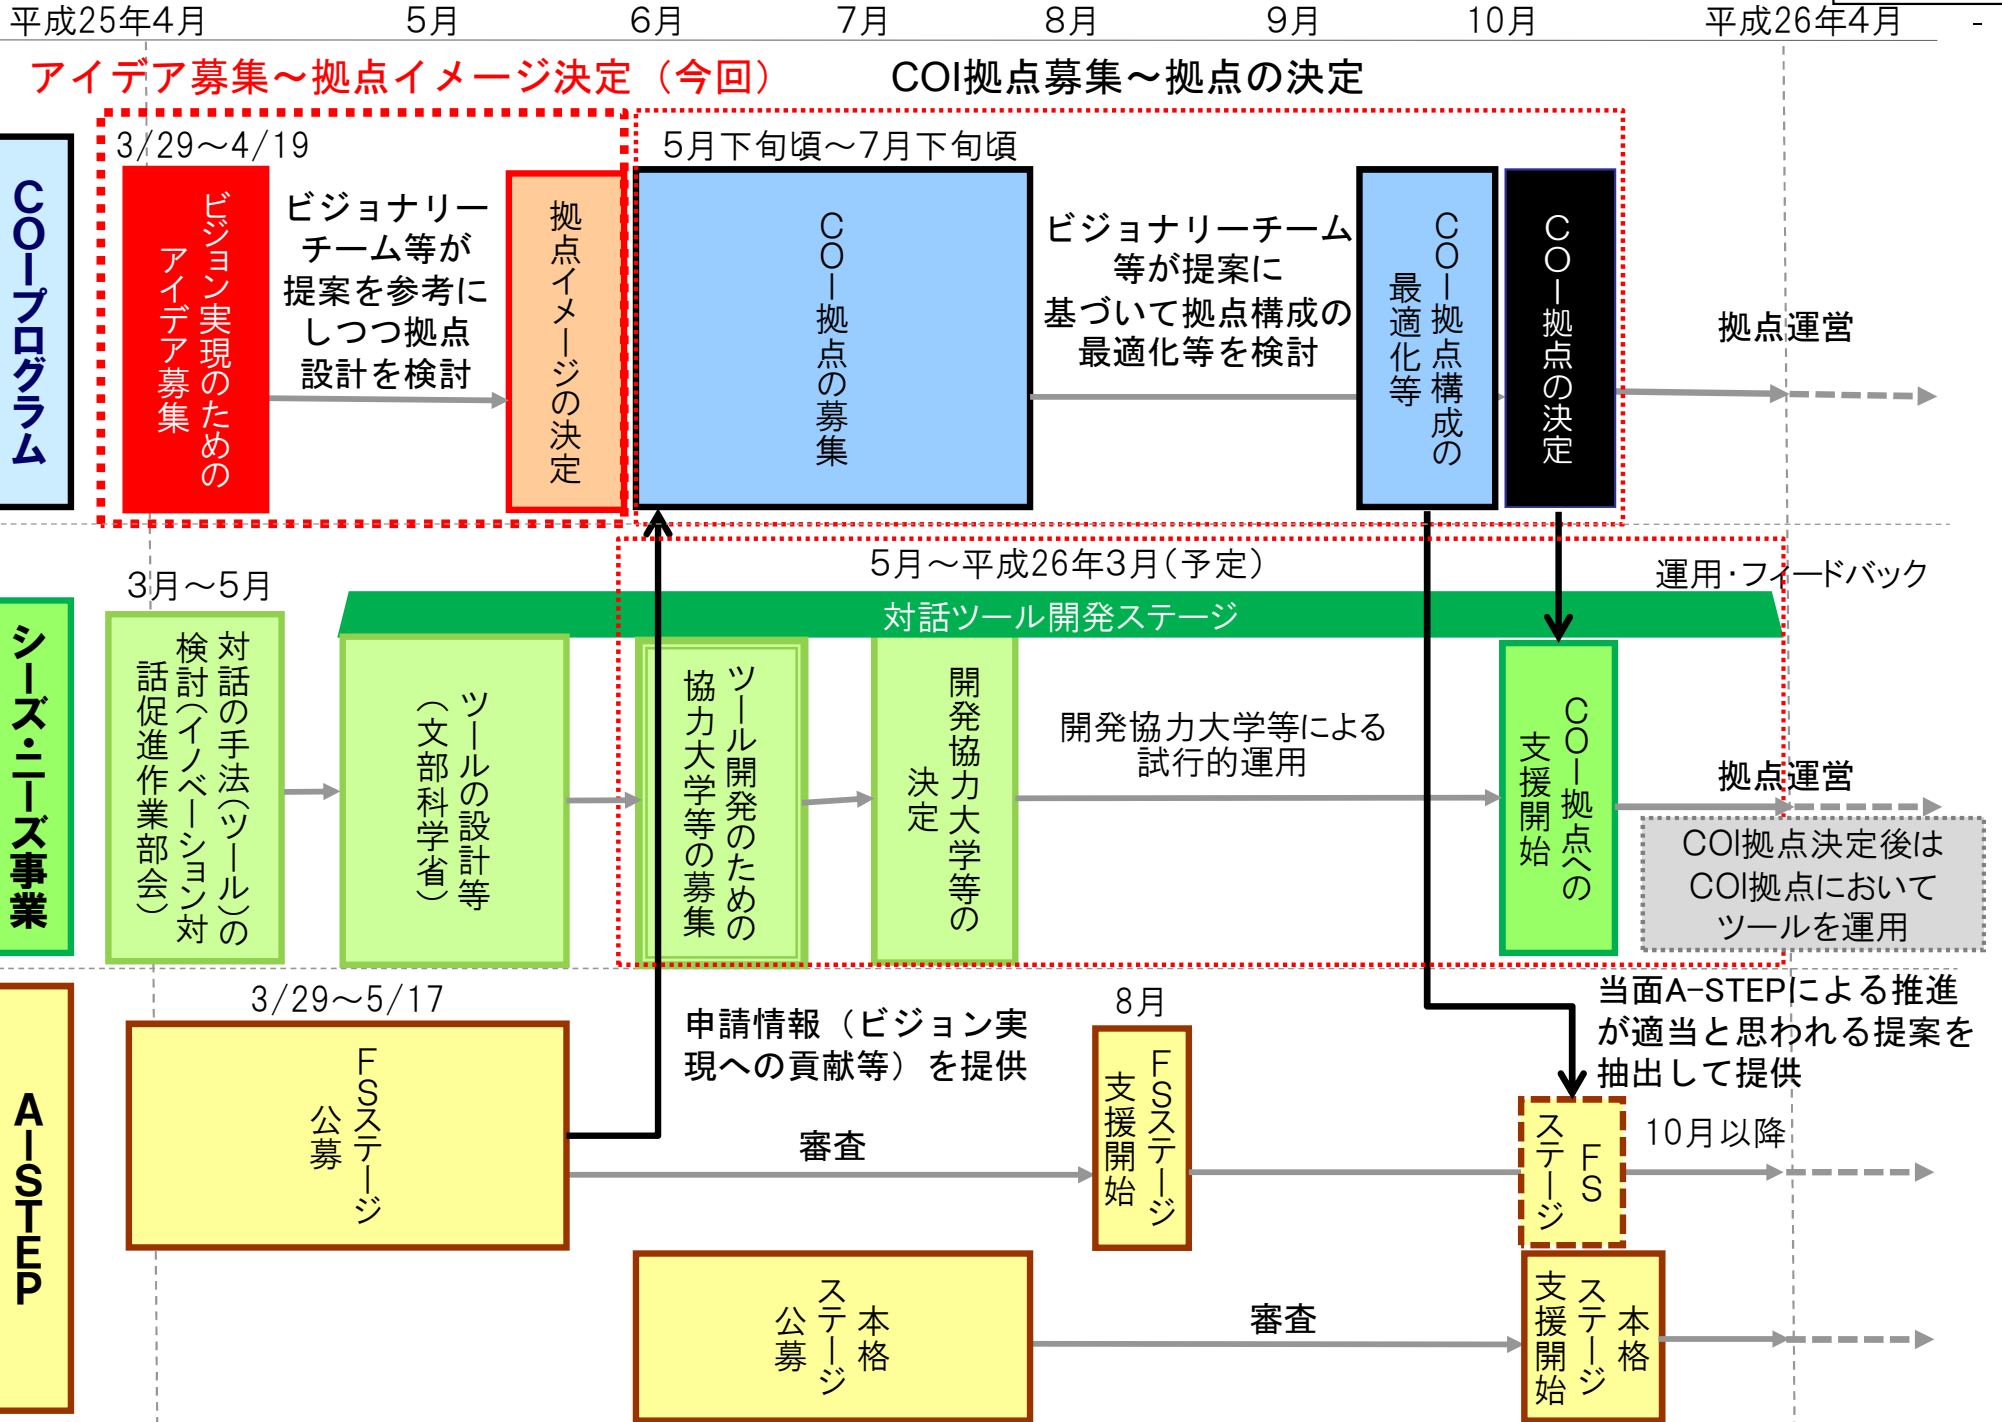 平成25年4月
5月
6月
7月
8月
9月
10月
平成26年4月
-
アイデア募集～拠点イメージ決定（今回）
COI拠点募集～拠点の決定
COIプログラム
3/29～4/19
ビジョン実現のための
アイデア募集
ビジョナリー
チーム等が
提案を参考に
しつつ拠点
設計を検討
拠点イメージの決定
5月下旬頃～7月下旬頃
COI拠点の募集
ビジョナリーチーム
等が提案に
基づいて拠点構成の
最適化等を検討
COI拠点構成の
最適化等
COI拠点の決定
拠点運営
シーズ・ニーズ事業
3月～5月
対話の手法(ツール)の
検討(イノベーション対
話促進作業部会)
5月～平成26年3月(予定)
対話ツール開発ステージ
運用・フィードバック
ツールの設計等
(文部科学省)
ツール開発のための
協力大学等の募集
開発協力大学等の
決定
開発協力大学等による
試行的運用
COI拠点への
支援開始
拠点運営
COI拠点決定後は
COI拠点において
ツールを運用
A-STEP
3/29～5/17
FSステージ
公募
申請情報（ビジョン実
現への貢献等）を提供
審査
8月
FSステージ
支援開始
当面A-STEPによる推進
が適当と思われる提案を
抽出して提供
FS
ステージ
10月以降
本格
ステージ
公募
審査
本格
ステージ
支援開始